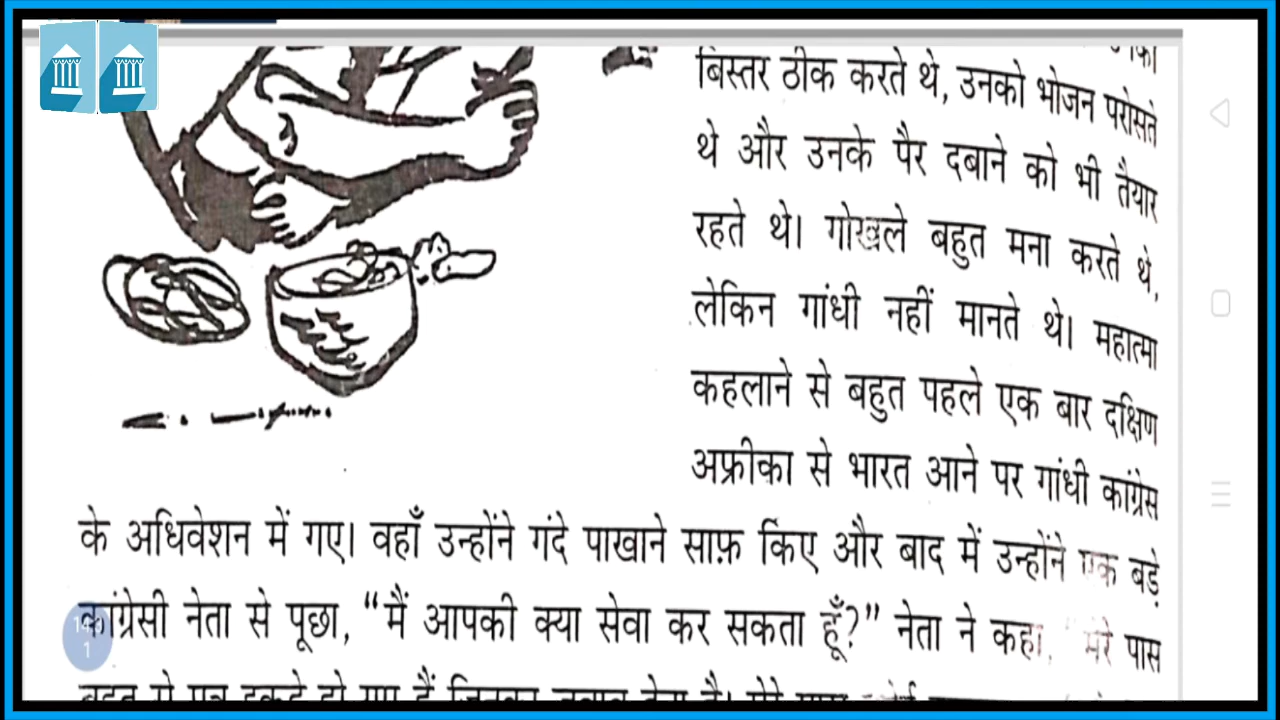 बिस्तर ठीक करते थे, उनको भोजन परोसते
थे और उनके पैर दबाने को भी तैयार
रहते थे। गोखले बहुत मना करते थे,
लेकिन गांधी नहीं मानते थे। महात्मा
कहलाने से बहुत पहले एक बार दक्षिण
अफ्रीका से भारत आने पर गांधी कांग्रेस
के अधिवेशन में गए। वहाँ उन्होंने गंदे पाखाने साफ़ किए और बाद में उन्होंने एक बड़े
कांग्रेसी नेता से पूछा, “मैं आपकी क्या सेवा कर सकता हूँ?” नेता ने कहा, “मेरे पास